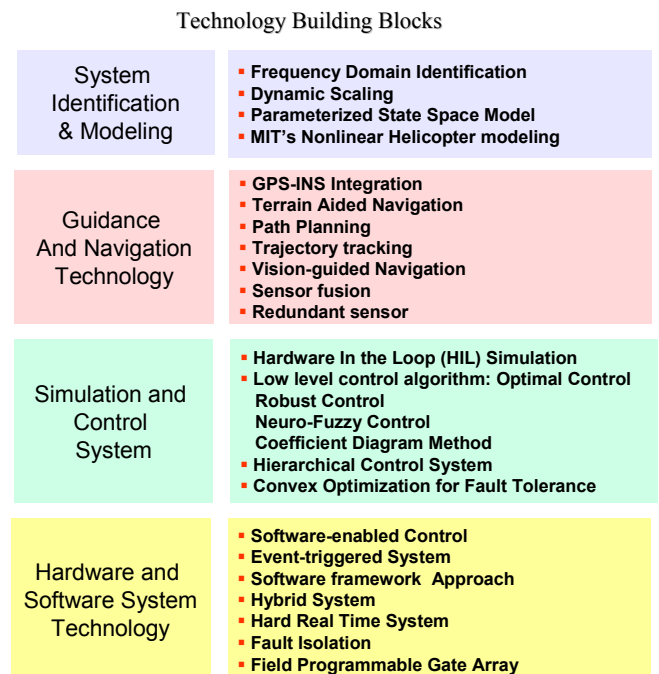 Technology Building Blocks
System
Identification
& Modeling
▪ Frequency Domain Identification
▪ Dynamic Scaling
▪ Parameterized State Space Model
▪ MIT's Nonlinear Helicopter modeling
Guidance
And Navigation
Technology
▪ GPS-INS Integration
▪ Terrain Aided Navigation
▪ Path Planning
▪ Trajectory tracking
▪ Vision-guided Navigation
▪ Sensor fusion
▪ Redundant sensor
Simulation and
Control
System
▪ Hardware In the Loop (HIL) Simulation
▪ Low level control algorithm: Optimal Control
Robust Control
Neuro-Fuzzy Control
Coefficient Diagram Method
▪ Hierarchical Control System
▪ Convex Optimization for Fault Tolerance
Hardware and
Software System
Technology
▪ Software-enabled Control
▪ Event-triggered System
▪ Software framework Approach
▪ Hybrid System
▪ Hard Real Time System
▪ Fault Isolation
▪ Field Programmable Gate Array